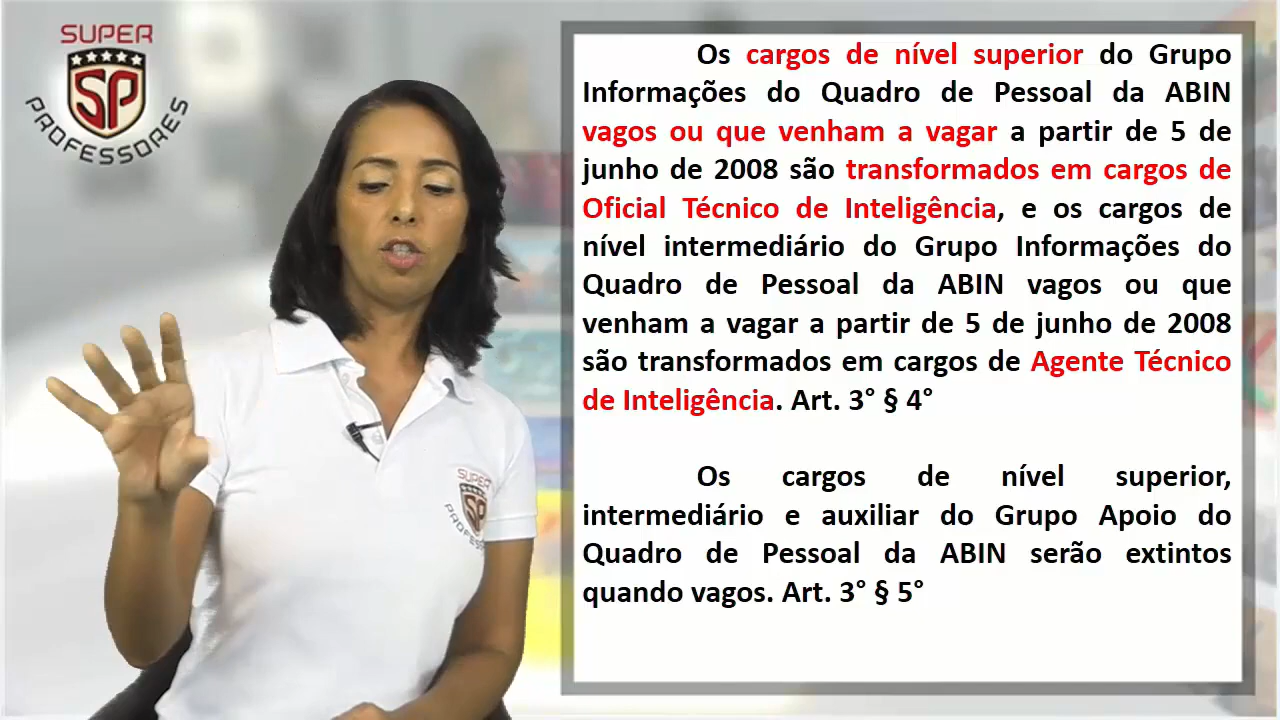 SUPER
SP
PROFESSORES
Os cargos de nível superior do Grupo
Informações do Quadro de Pessoal da ABIN
vagos ou que venham a vagar a partir de 5 de
junho de 2008 são transformados em cargos de
Oficial Técnico de Inteligência, e os cargos de
nível intermediário do Grupo Informações do
Quadro de Pessoal da ABIN vagos ou que
venham a vagar a partir de 5 de junho de 2008
são transformados em cargos de Agente Técnico
de Inteligência. Art. 3° § 4°
Os cargos de nível superior,
intermediário e auxiliar do Grupo Apoio do
Quadro de Pessoal da ABIN serão extintos
quando vagos. Art. 3° § 5°
SUPER
SP